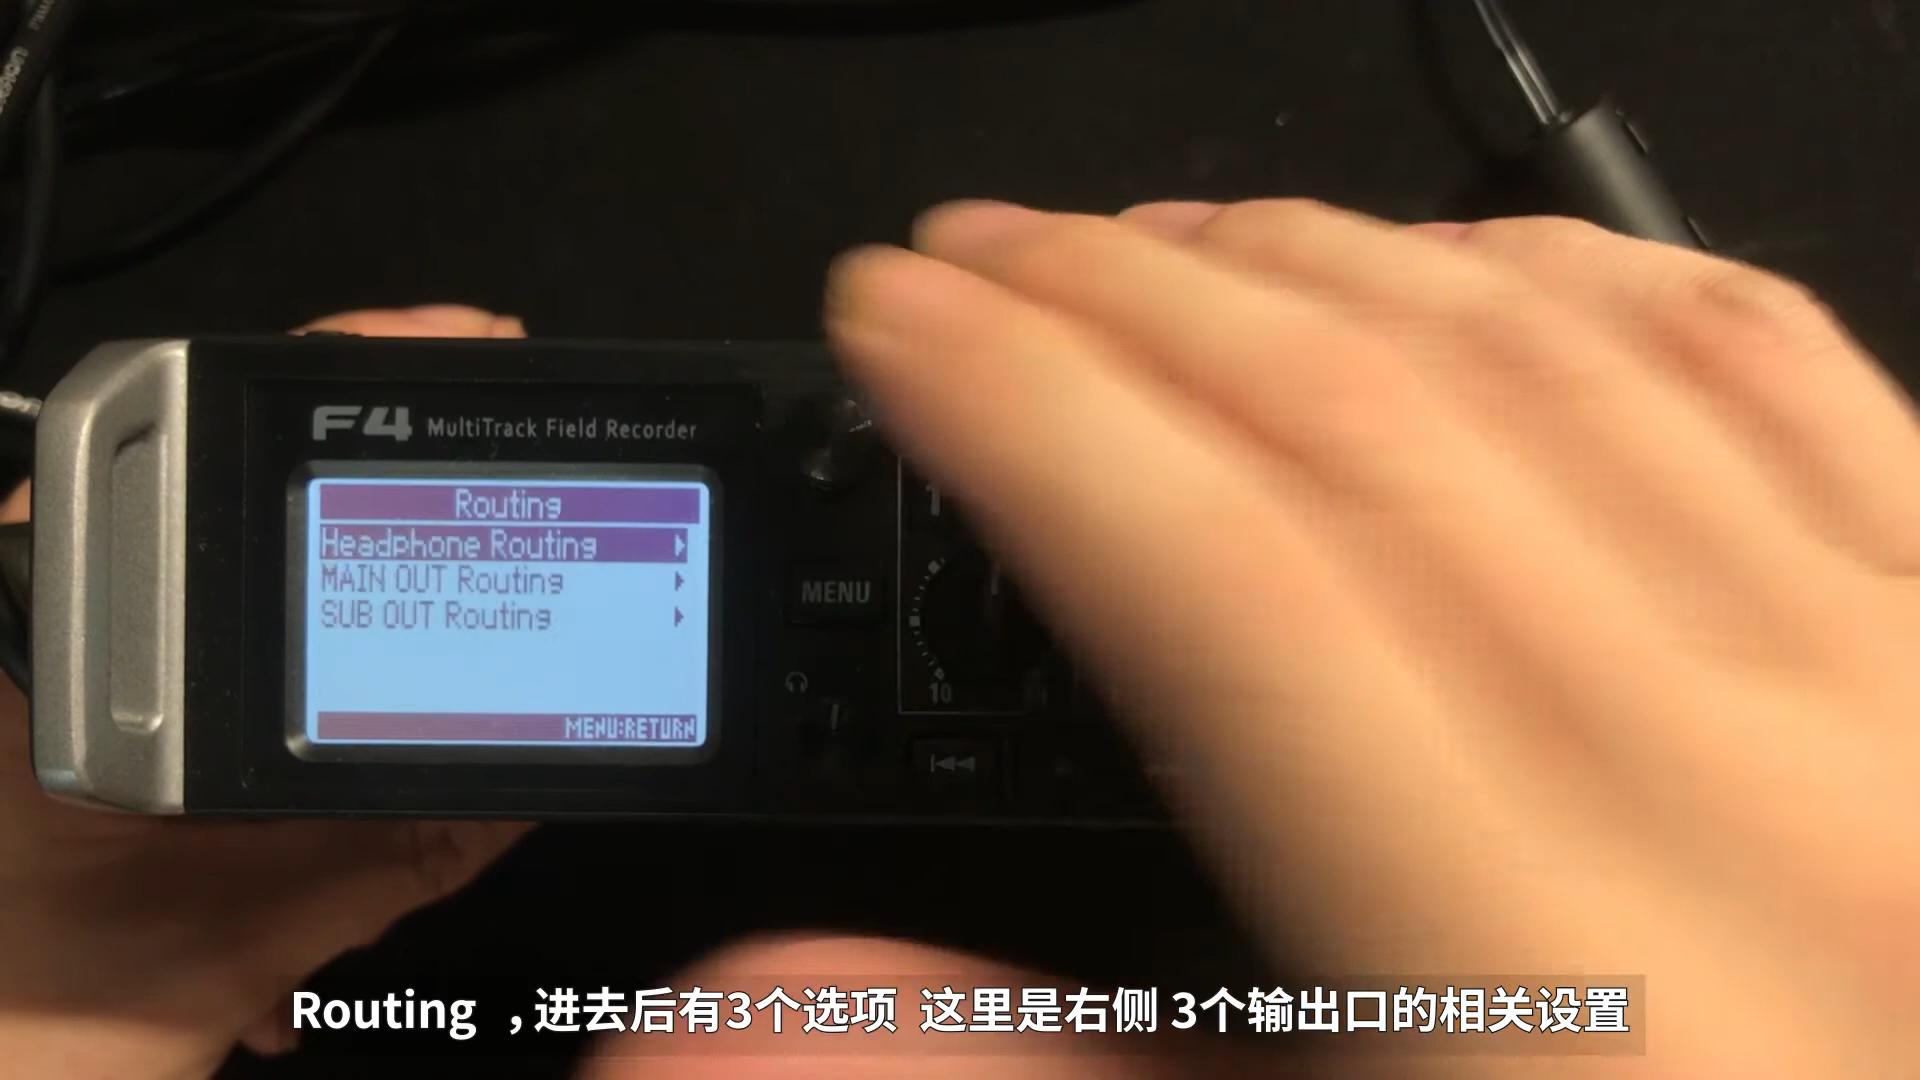 F4 MultiTrack Field Recorder
Routing
Headphone Routing
MAIN OUT Routing
SUB OUT Routing
MENU:RETURN
MENU
1
10
Routing ，进去后有3个选项 这里是右侧 3个输出口的相关设置